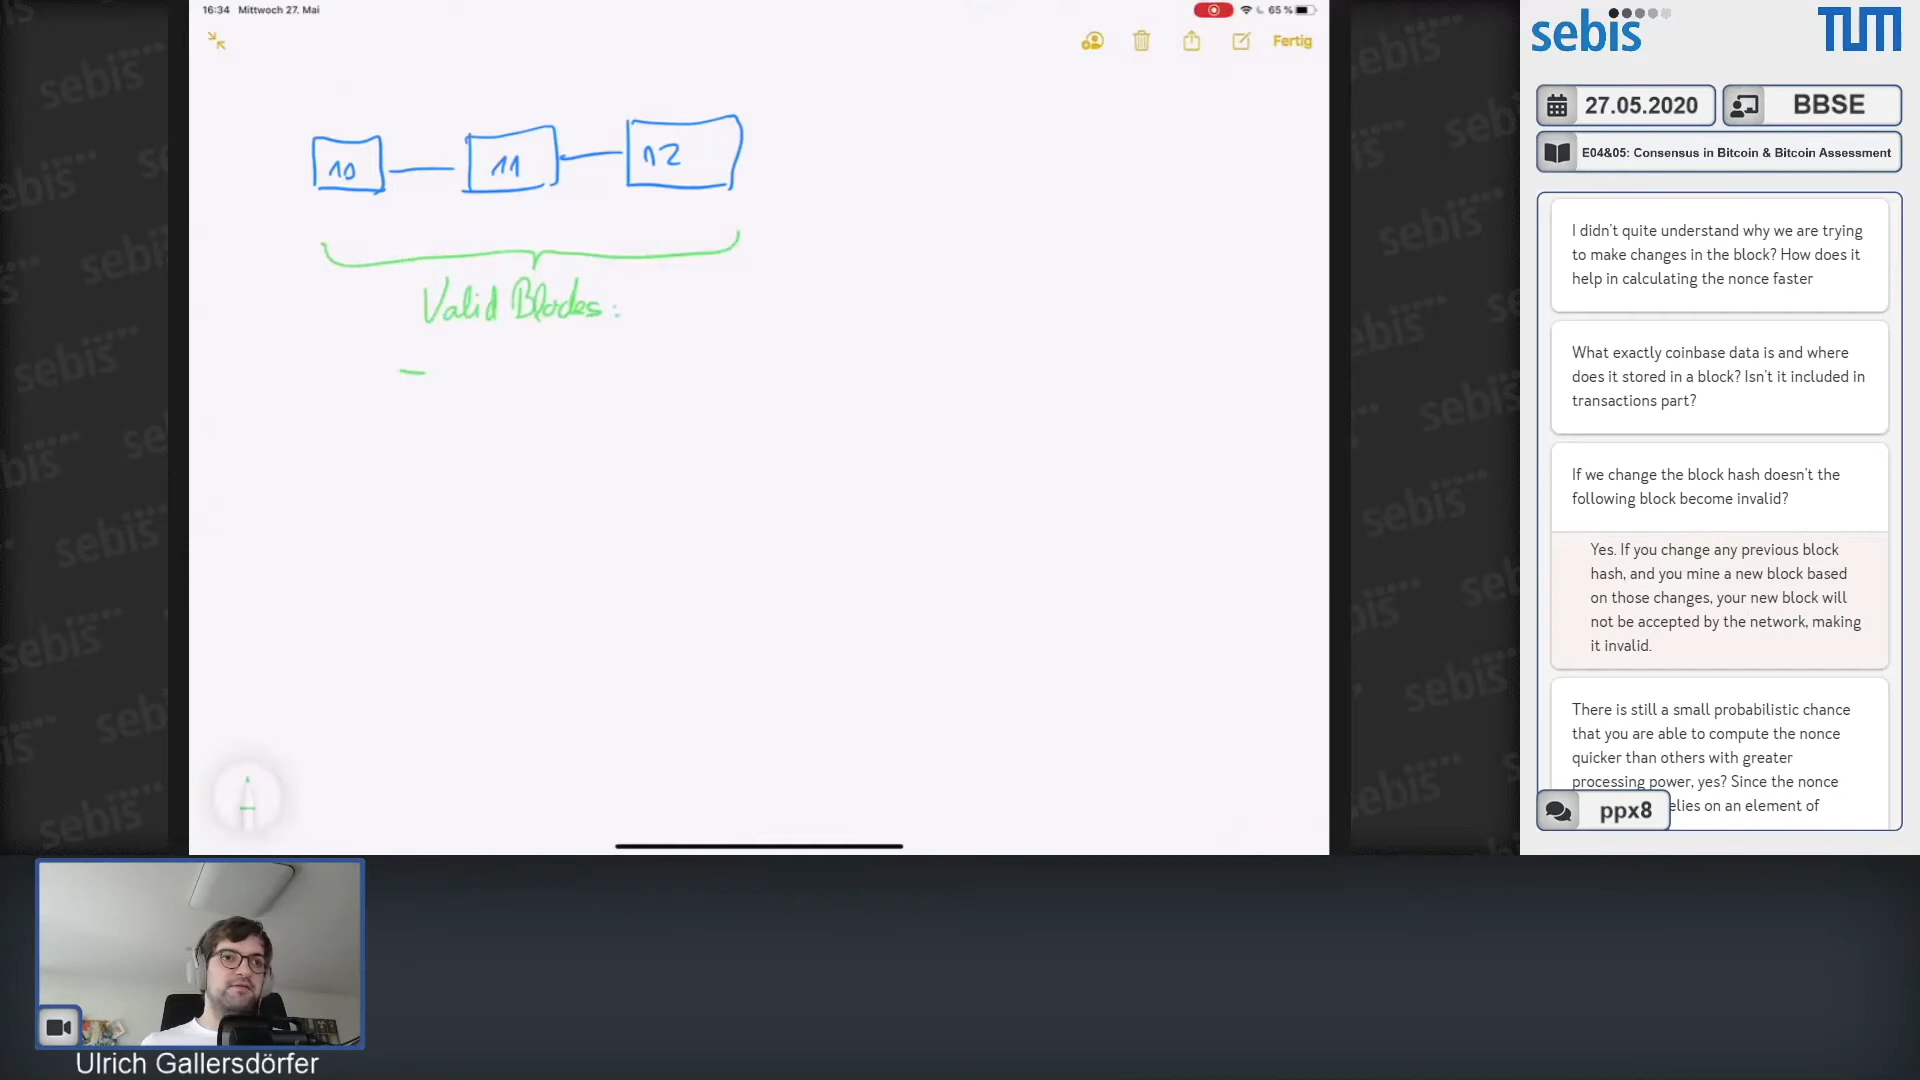 16:34 Mittwoch 27. Mai
65 %
Fertig
10
11
12
Valid Blocks:
sebis
TUM
27.05.2020
BBSE
E04&05: Consensus in Bitcoin & Bitcoin Assessment
I didn't quite understand why we are trying
to make changes in the block? How does it
help in calculating the nonce faster
What exactly coinbase data is and where
does it stored in a block? Isn't it included in
transactions part?
If we change the block hash doesn't the
following block become invalid?
Yes. If you change any previous block
hash, and you mine a new block based
on those changes, your new block will
not be accepted by the network, making
it invalid.
There is still a small probabilistic chance
that you are able to compute the nonce
quicker than others with greater
processing power, yes? Since the nonce
elies on an element of
ppx8
Ulrich Gallersdörfer